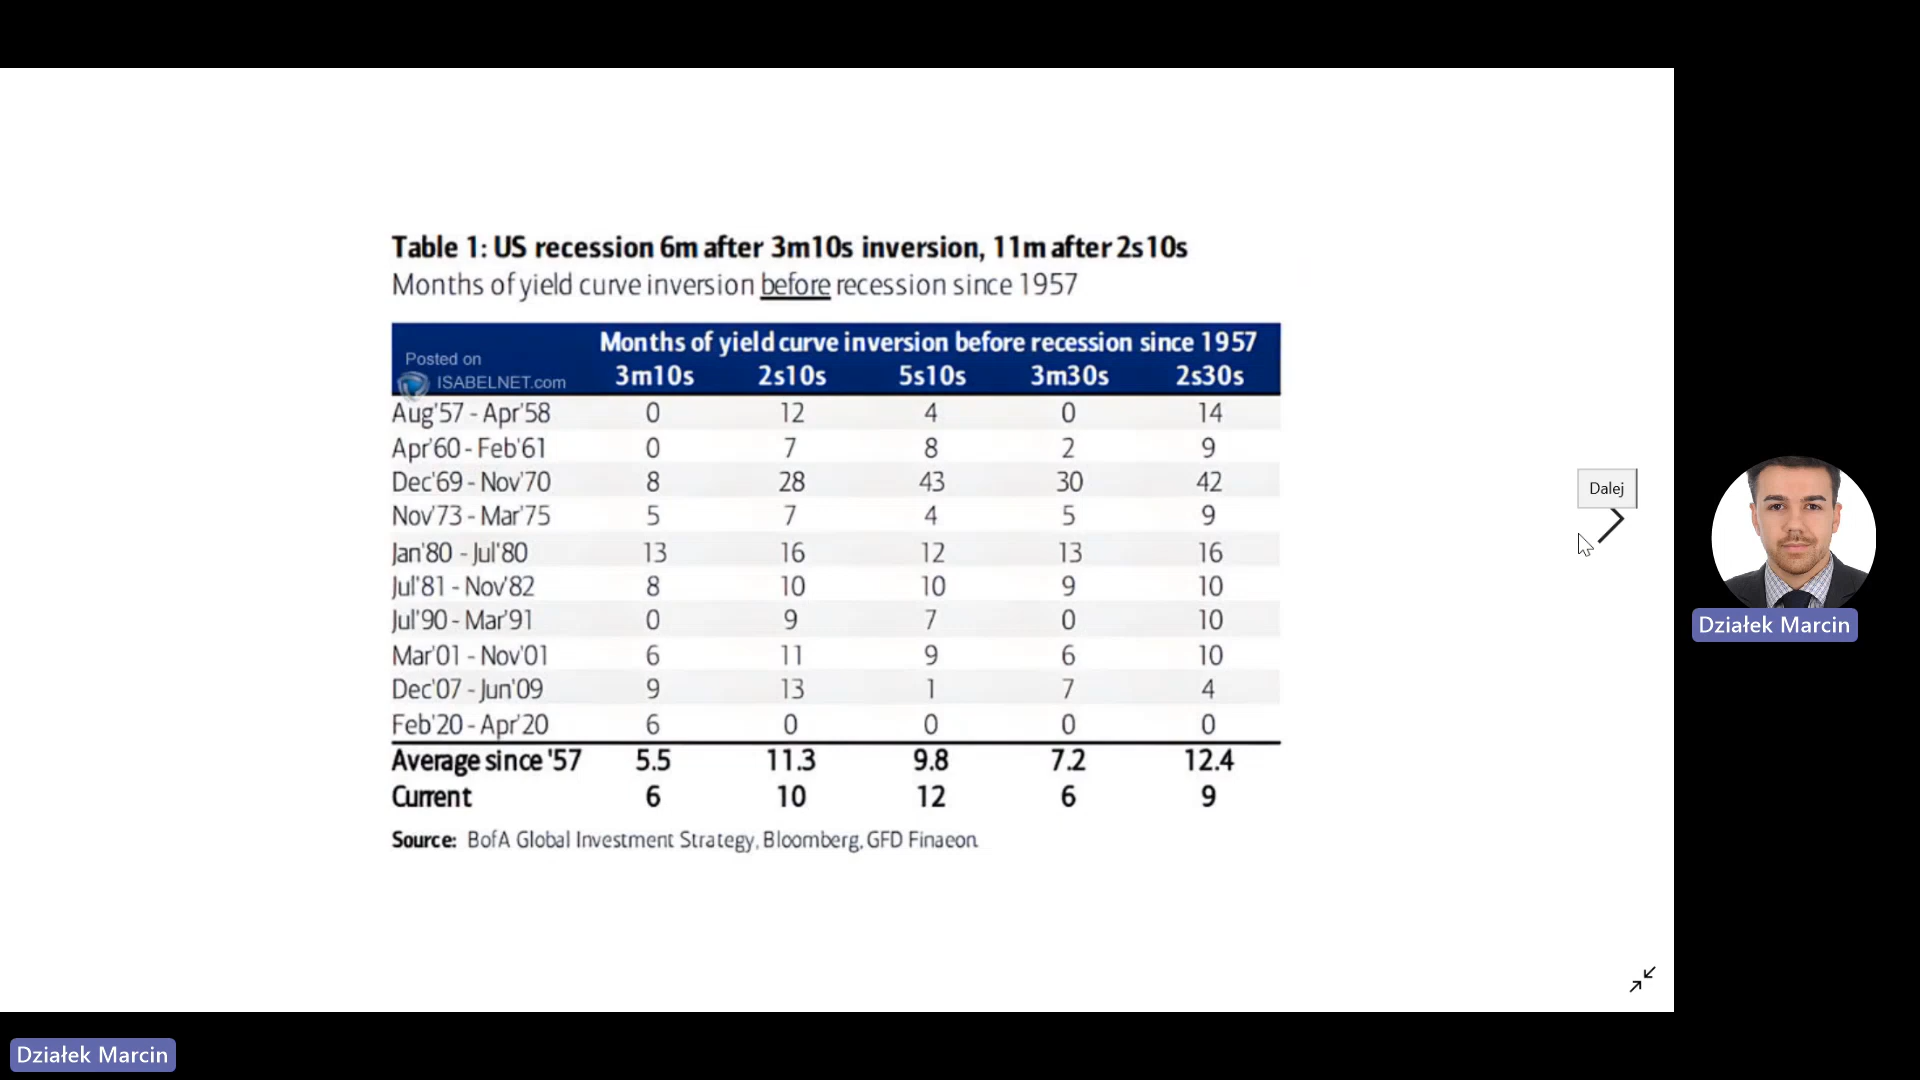 Table 1: US recession 6m after 3m10s inversion, 11m after 2s10s
Months of yield curve inversion before recession since 1957
Months of yield curve inversion before recession since 1957
Posted on
ISABELNET.com
3m10s 2s10s 5s10s 3m30s 2s30s
Aug'57 - Apr'58 0 12 4 0 14
Apr'60 - Feb'61 0 7 8 2 9
Dec'69 - Nov'70 8 28 43 30 42
Nov'73 - Mar'75 5 7 4 5 9
Jan'80 - Jul'80 13 16 12 13 16
Jul'81 - Nov'82 8 10 10 9 10
Jul'90 - Mar'91 0 9 7 0 10
Mar'01 - Nov'01 6 11 9 6 10
Dec'07 - Jun'09 9 13 1 7 4
Feb'20 - Apr'20 6 0 0 0 0
Average since '57 5.5 11.3 9.8 7.2 12.4
Current 6 10 12 6 9
Source: BofA Global Investment Strategy, Bloomberg, GFD Finaeon
Dalej
Działek Marcin
Działek Marcin